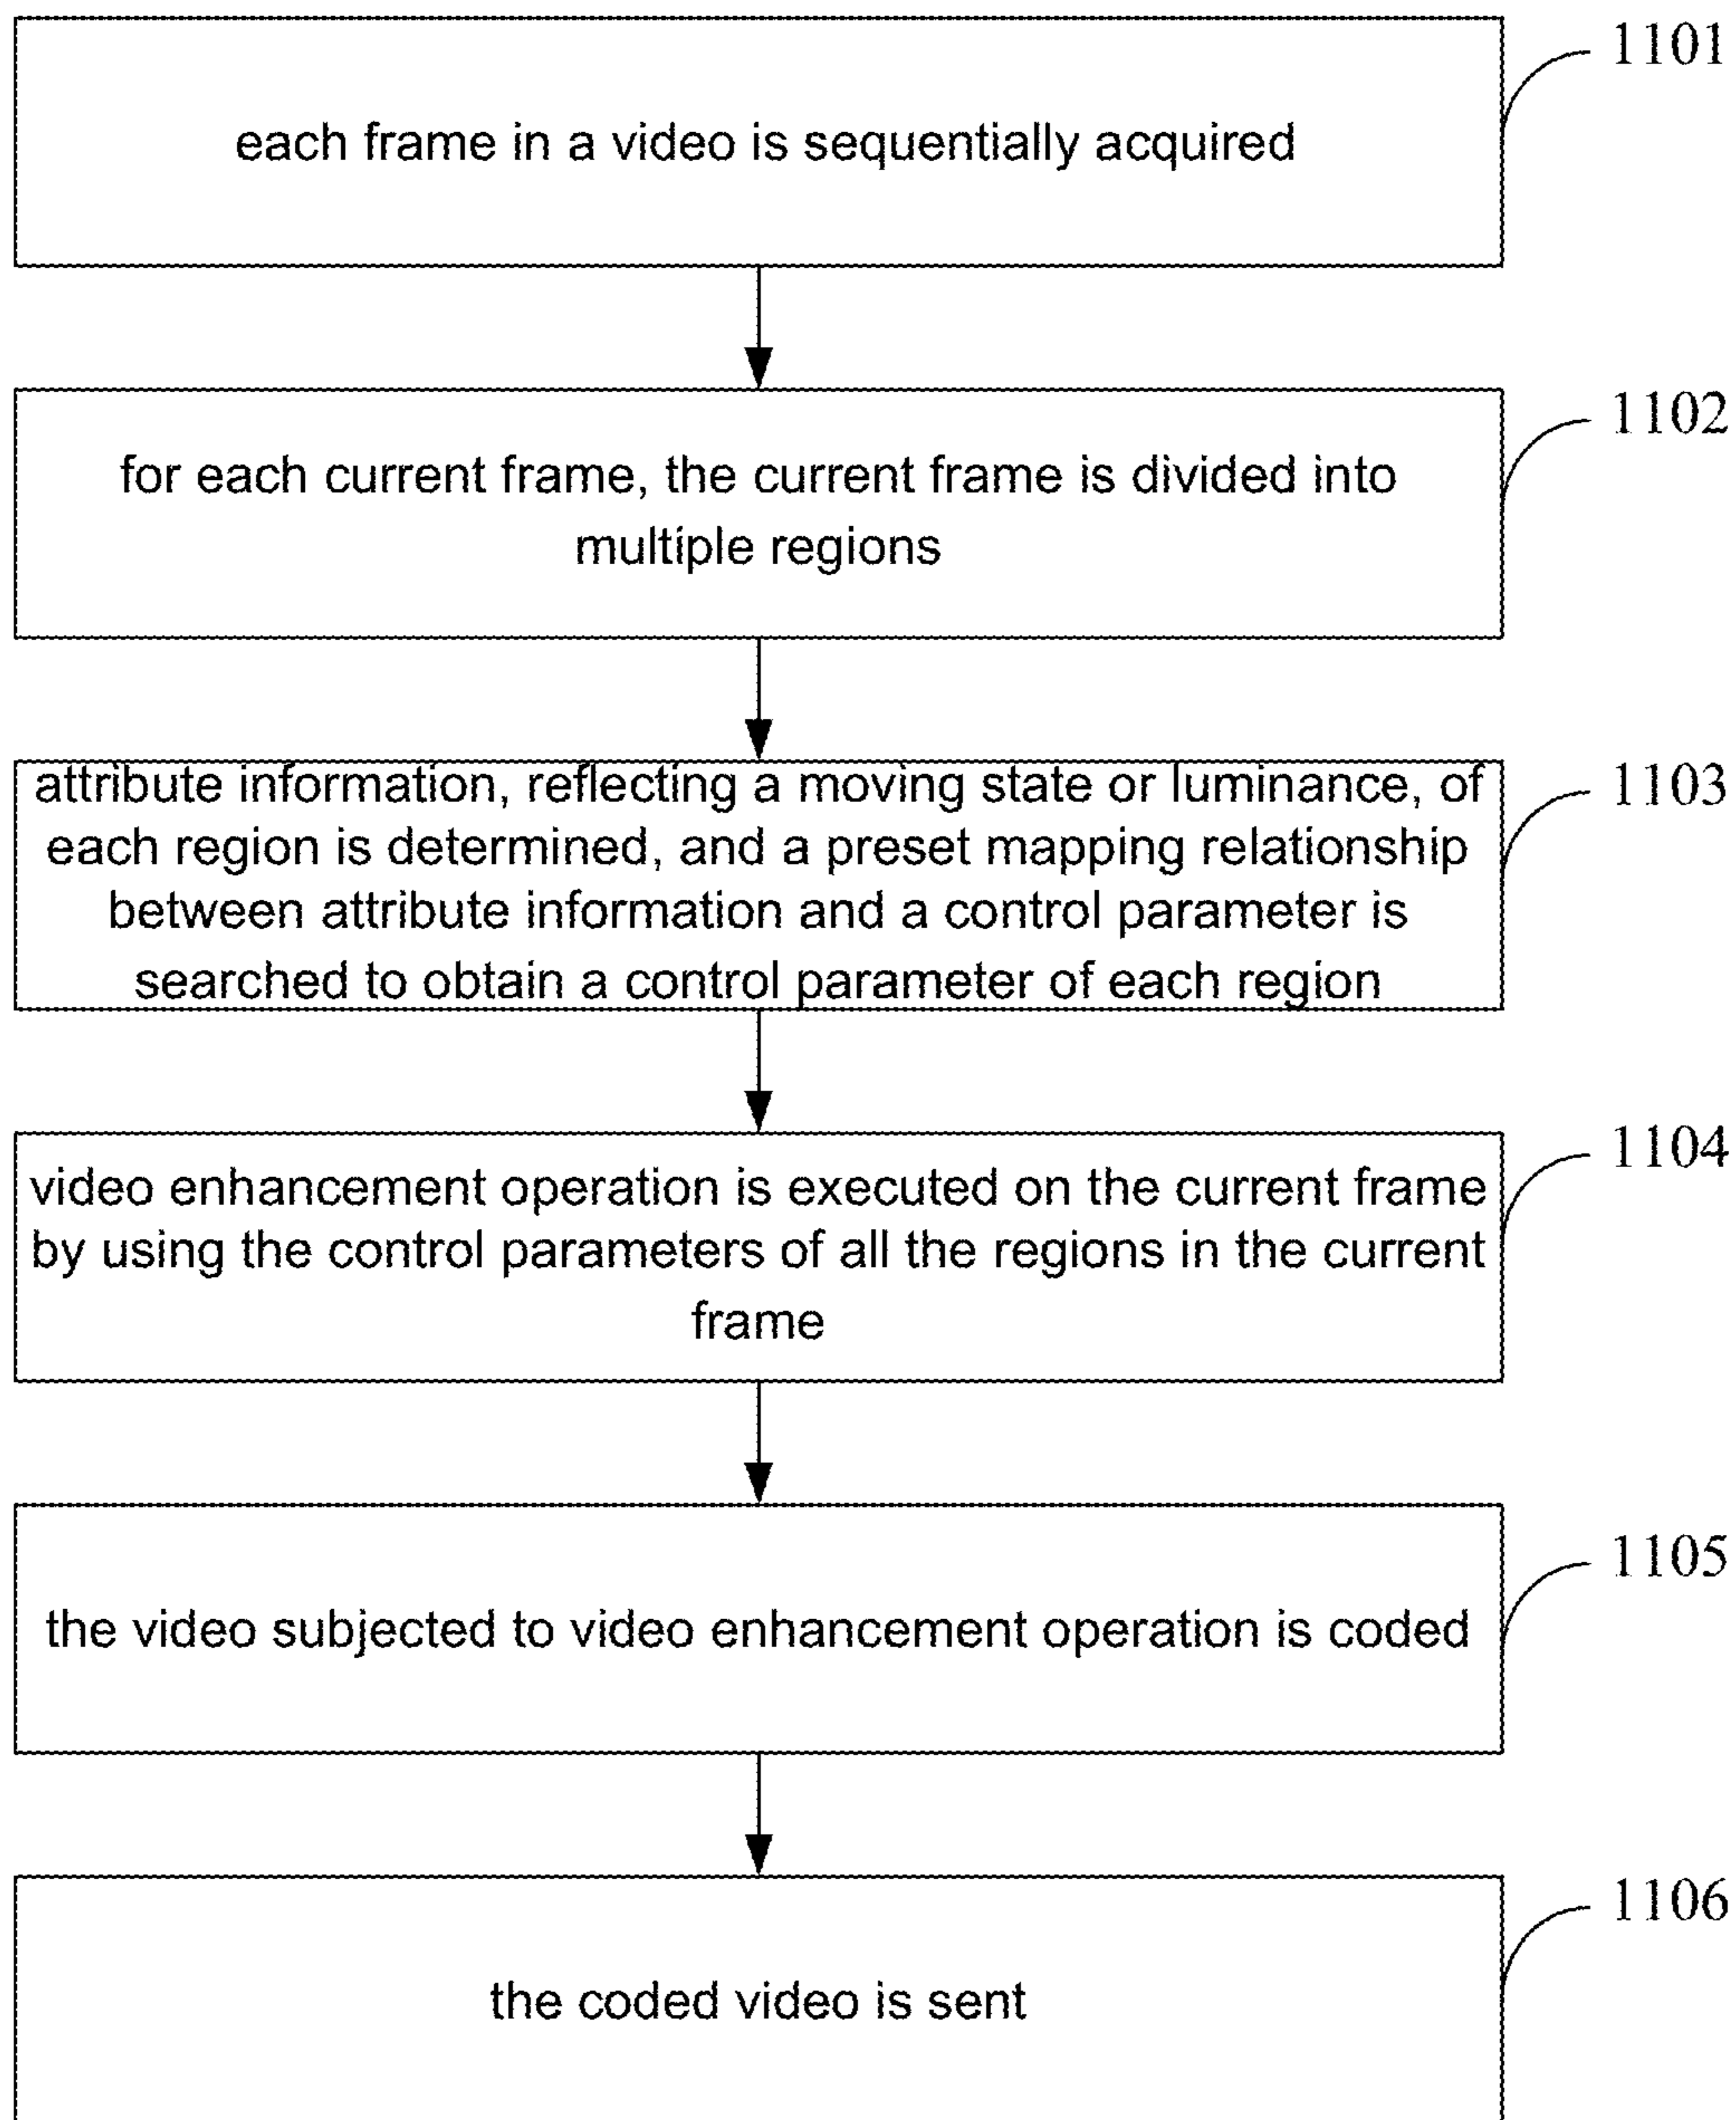 1101
each frame in a video is sequentially acquired
1102
for each current frame, the current frame is divided into
multiple regions
1103
attribute information, reflecting a moving state or luminance, of
each region is determined, and a preset mapping relationship
between attribute information and a control parameter is
searched to obtain a control parameter of each region
1104
video enhancement operation is executed on the current frame
by using the control parameters of all the regions in the current
frame
1105
the video subjected to video enhancement operation is coded
1106
the coded video is sent